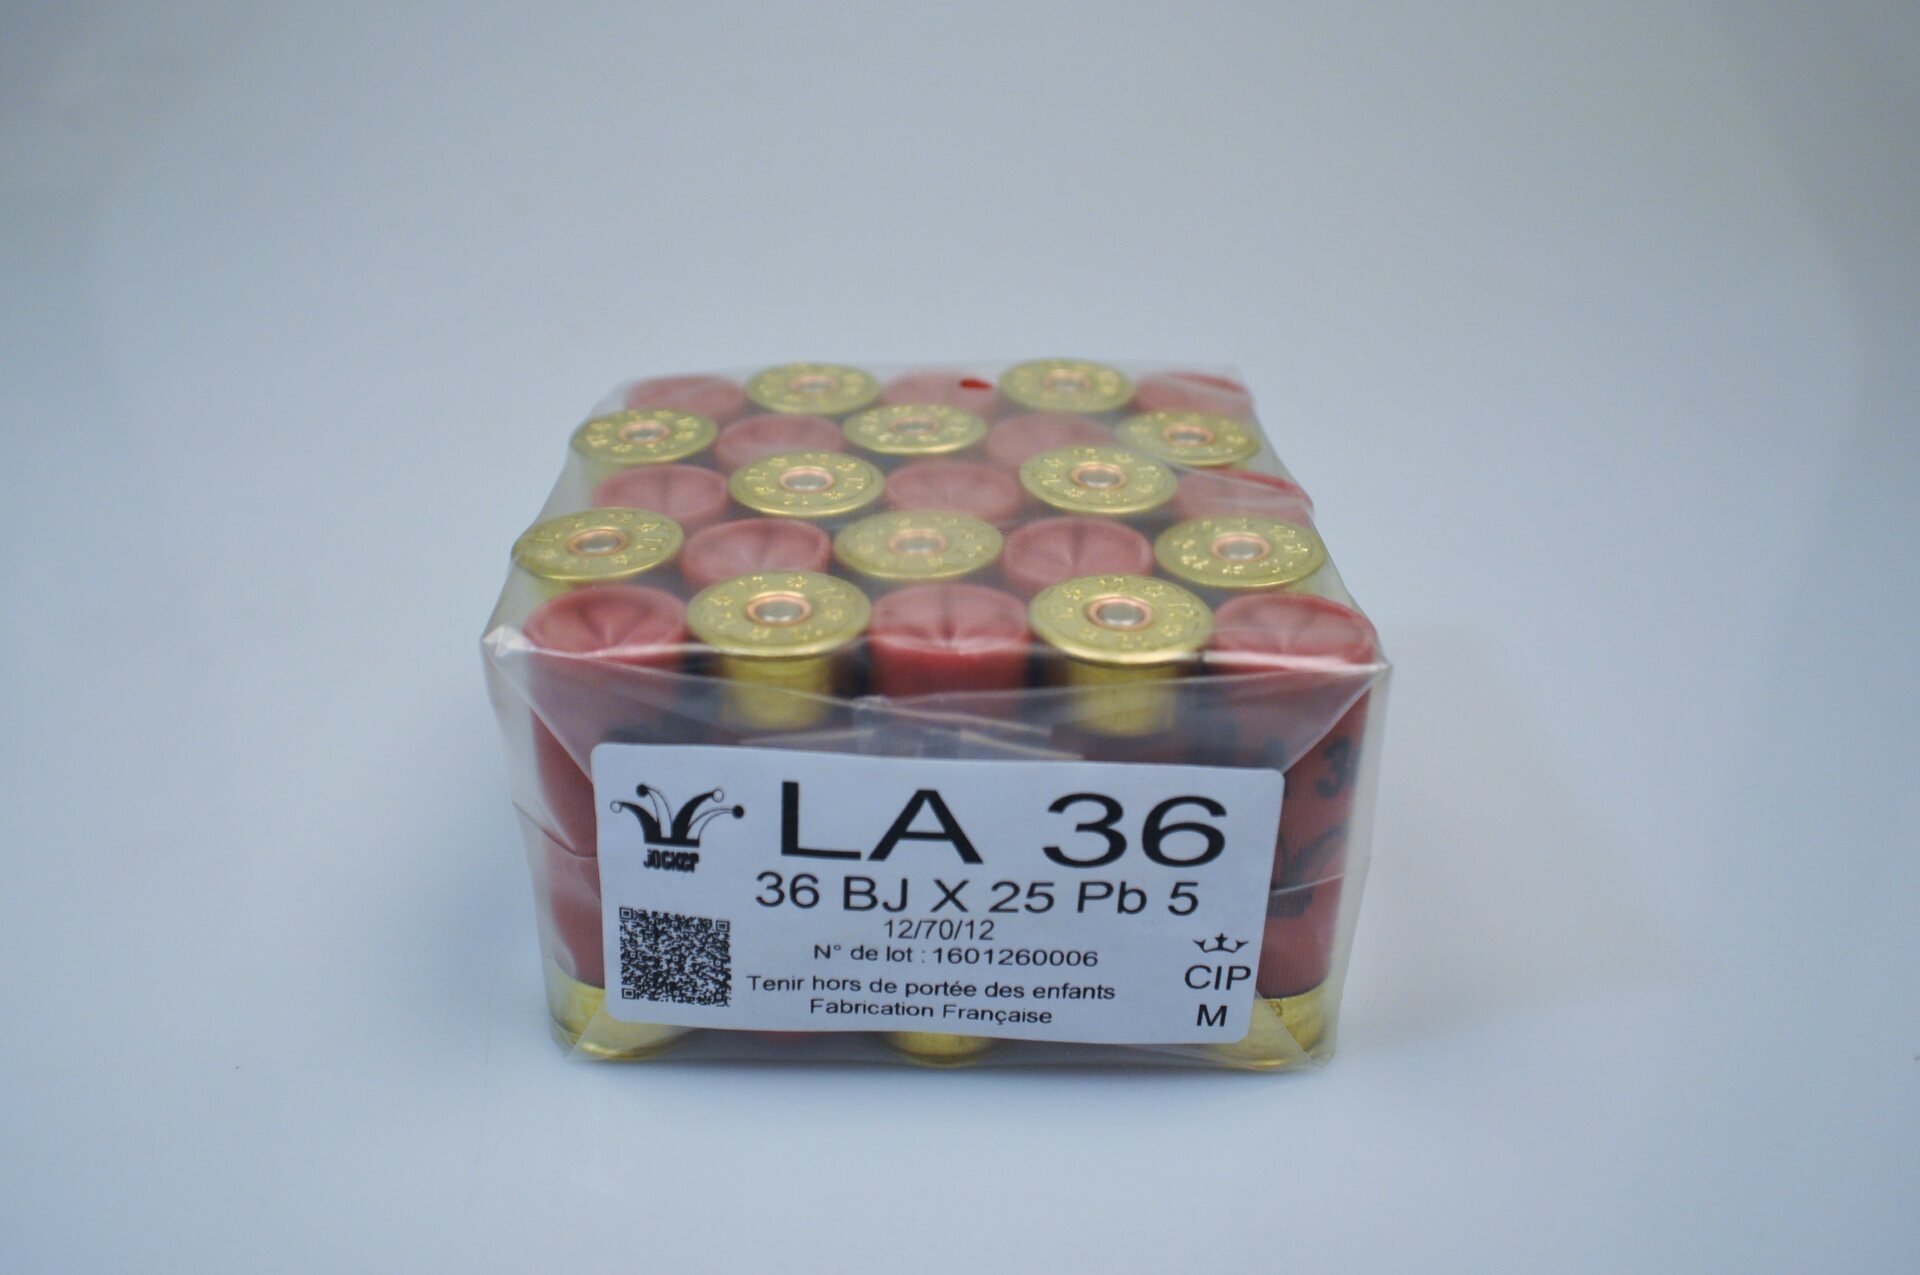 LA 36
JOCKER
36 BJ X 25 Pb 5
12/70/12
N° de lot : 1601260006
Tenir hors de portée des enfants
Fabrication Française
CIP
M